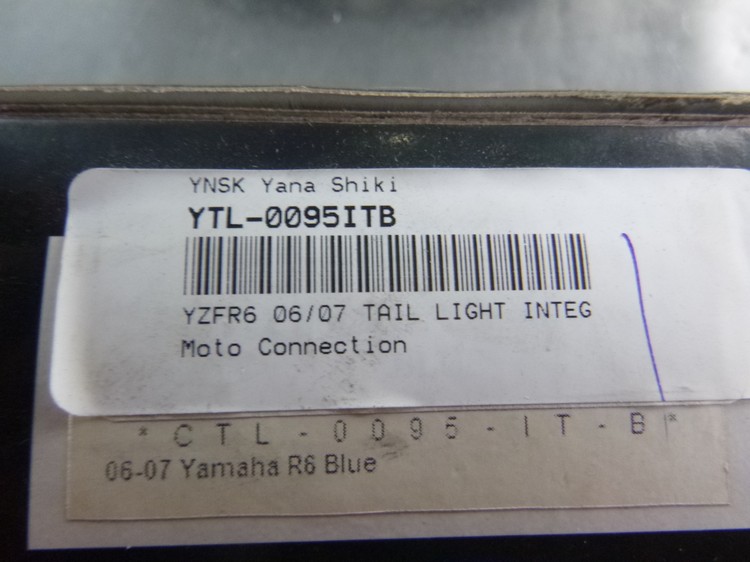 YNSK Yana Shiki
YTL-0095ITB
YZFR6 06/07 TAIL LIGHT INTEG
Moto Connection
*CTL-0095-IT-B*
06-07 Yamaha R6 Blue